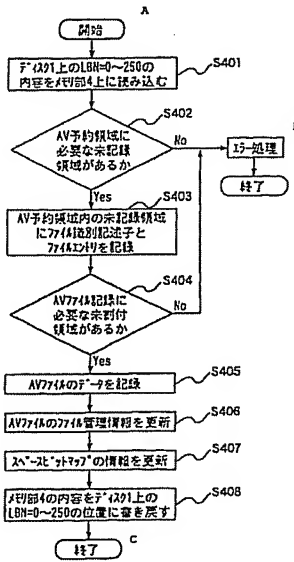 A
開始
ディスク1上のLBN=0～250の
内容をメモリ部4上に読み込む
S401
S402
AV予約領域に
必要な未記録
領域があるか
No
エラー処理
終了
Yes
S403
AV予約領域内の未記録領域
にファイル識別記述子と
ファイルエントリを記録
S404
AVファイル記録に
必要な未割付
領域があるか
No
Yes
AVファイルのデータを記録
S405
AVファイルのファイル管理情報を更新
S406
スペースビットマップの情報を更新
S407
メモリ部4の内容をディスク1上の
LBN=0～250の位置に書き戻す
S408
終了
C